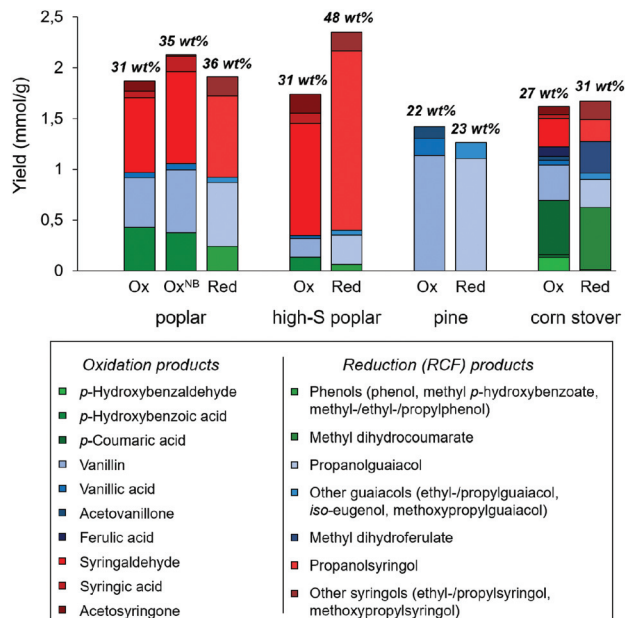 2,5
2
1,5
1
0,5
0
Yield (mmol/g)
31 wt%
35 wt%
36 wt%
31 wt%
48 wt%
22 wt%
23 wt%
27 wt%
31 wt%
Ox Ox^NB Red
Ox Red
Ox Red
Ox Red
poplar
high-S poplar
pine
corn stover
Oxidation products
p-Hydroxybenzaldehyde
p-Hydroxybenzoic acid
p-Coumaric acid
Vanillin
Vanillic acid
Acetovanillone
Ferulic acid
Syringaldehyde
Syringic acid
Acetosyringone
Reduction (RCF) products
Phenols (phenol, methyl p-hydroxybenzoate,
methyl-/ethyl-/propylphenol)
Methyl dihydrocoumarate
Propanolguaiacol
Other guaiacols (ethyl-/propylguaiacol,
iso-eugenol, methoxypropylguaiacol)
Methyl dihydroferulate
Propanolsyringol
Other syringols (ethyl-/propylsyringol,
methoxypropylsyringol)